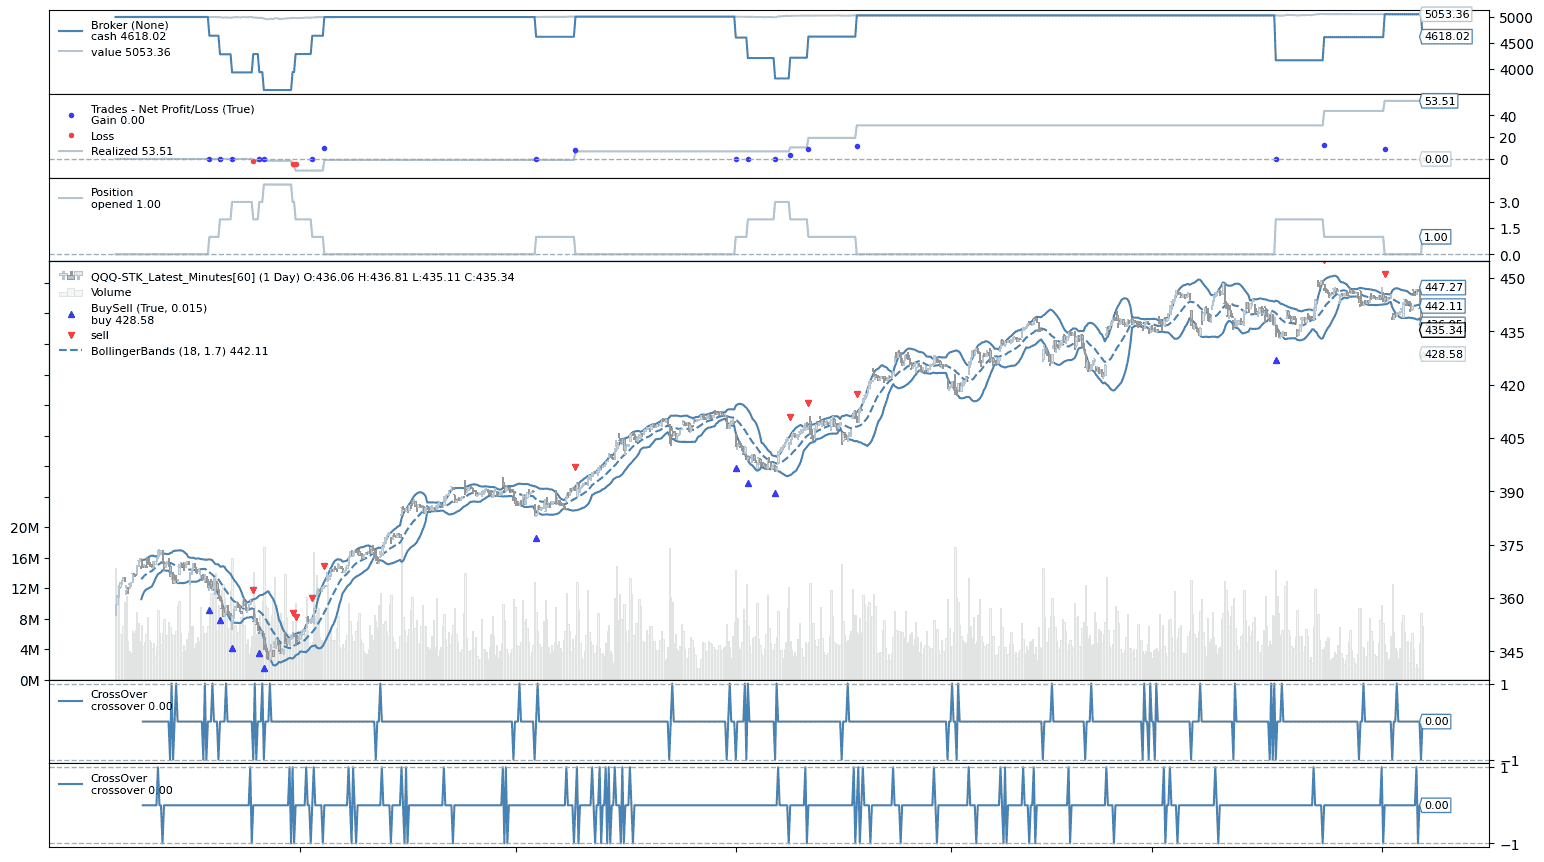 Broker (None)
cash 4618.02
value 5053.36
5053.36
4618.02
5000
4500
4000
Trades - Net Profit/Loss (True)
Gain 0.00
Loss
Realized 53.51
53.51
0.00
40
20
0
Position
opened 1.00
1.00
3.0
1.5
0.0
QQQ-STK_Latest_Minutes[60] (1 Day) O:436.06 H:436.81 L:435.11 C:435.34
Volume
BuySell (True, 0.015)
buy 428.58
sell
BollingerBands (18, 1.7) 442.11
447.27
442.11
435.34
428.58
450
435
420
405
390
375
360
345
20M
16M
12M
8M
4M
0M
CrossOver
crossover 0.00
0.00
1
−1
CrossOver
crossover 0.00
0.00
1
−1